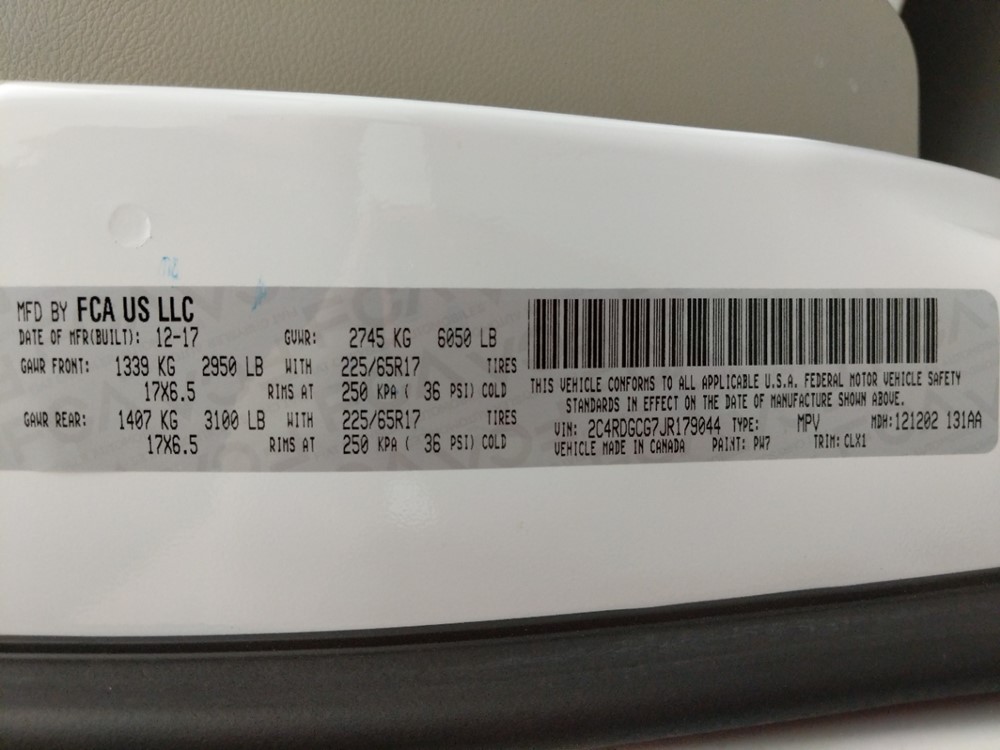 MFD BY FCA US LLC
DATE OF MFR(BUILT): 12-17 GVWR: 2745 KG 6050 LB
GAWR FRONT: 1339 KG 2950 LB WITH 225/65R17 TIRES
17X6.5 RIMS AT 250 KPA ( 36 PSI) COLD
GAWR REAR: 1407 KG 3100 LB WITH 225/65R17 TIRES
17X6.5 RIMS AT 250 KPA ( 36 PSI) COLD
THIS VEHICLE CONFORMS TO ALL APPLICABLE U.S.A. FEDERAL MOTOR VEHICLE SAFETY
STANDARDS IN EFFECT ON THE DATE OF MANUFACTURE SHOWN ABOVE.
VIN: 2C4RDGCG7JR179044 TYPE: MPV MDH:121202 131AA
VEHICLE MADE IN CANADA PAINT: PW7 TRIM: CLX1